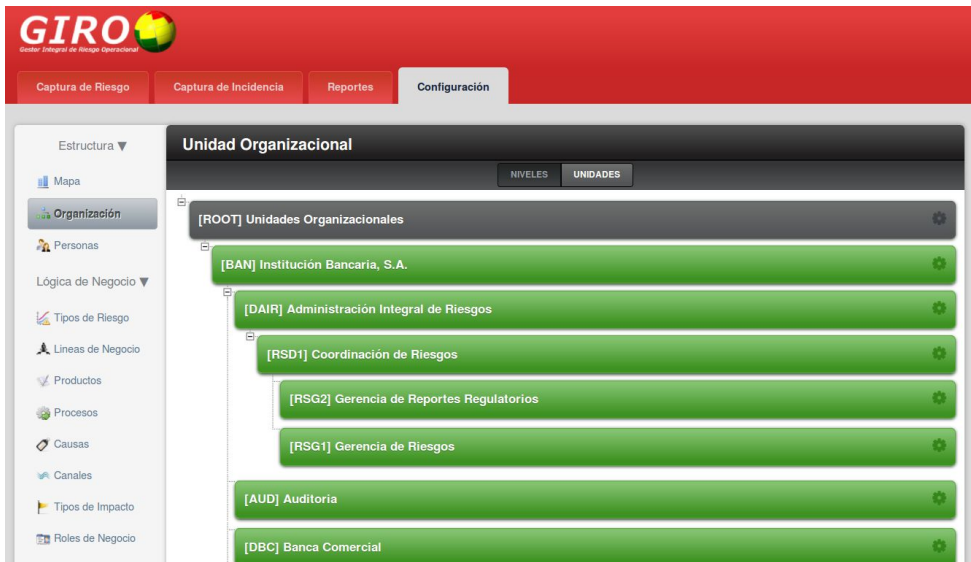 GIRO
Gestor Integral de Riesgo Operacional
Captura de Riesgo
Captura de Incidencia
Reportes
Configuración
Estructura ▼
Mapa
Organización
Personas
Lógica de Negocio ▼
Tipos de Riesgo
Lineas de Negocio
Productos
Procesos
Causas
Canales
Tipos de Impacto
Roles de Negocio
Unidad Organizacional
NIVELES
UNIDADES
[ROOT] Unidades Organizacionales
[BAN] Institución Bancaria, S.A.
[DAIR] Administración Integral de Riesgos
[RSD1] Coordinación de Riesgos
[RSG2] Gerencia de Reportes Regulatorios
[RSG1] Gerencia de Riesgos
[AUD] Auditoria
[DBC] Banca Comercial